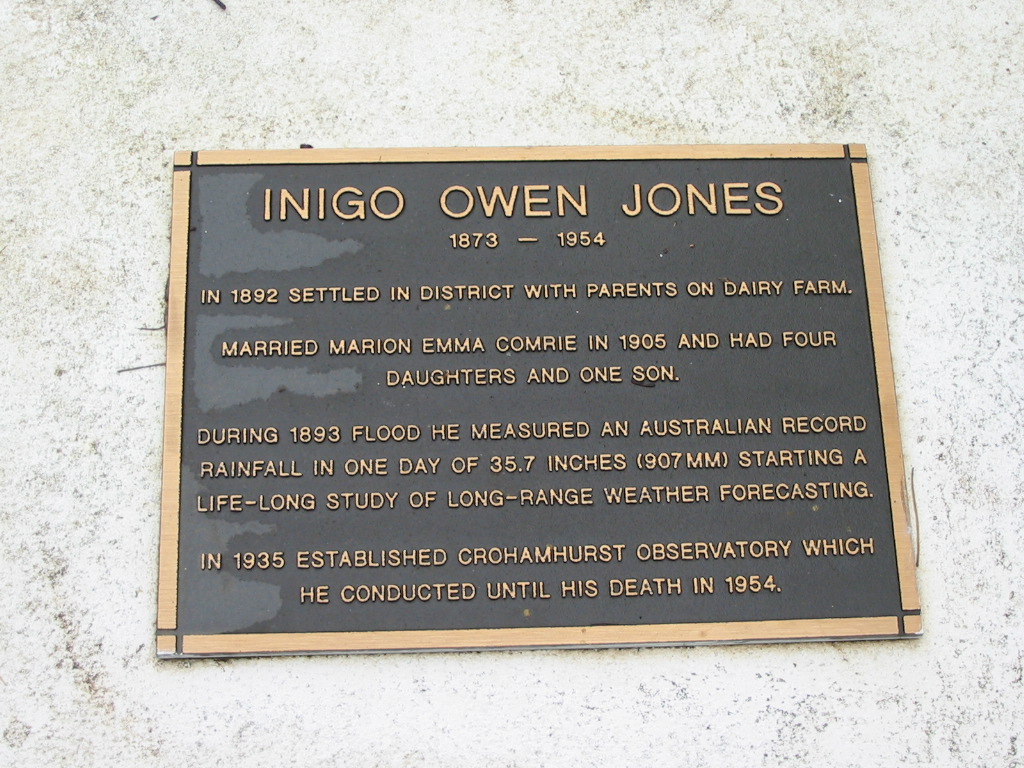 INIGO OWEN JONES
1873 — 1954
IN 1892 SETTLED IN DISTRICT WITH PARENTS ON DAIRY FARM.
MARRIED MARION EMMA COMRIE IN 1905 AND HAD FOUR
DAUGHTERS AND ONE SON.
DURING 1893 FLOOD HE MEASURED AN AUSTRALIAN RECORD
RAINFALL IN ONE DAY OF 35.7 INCHES (907MM) STARTING A
LIFE-LONG STUDY OF LONG-RANGE WEATHER FORECASTING.
IN 1935 ESTABLISHED CROHAMHURST OBSERVATORY WHICH
HE CONDUCTED UNTIL HIS DEATH IN 1954.